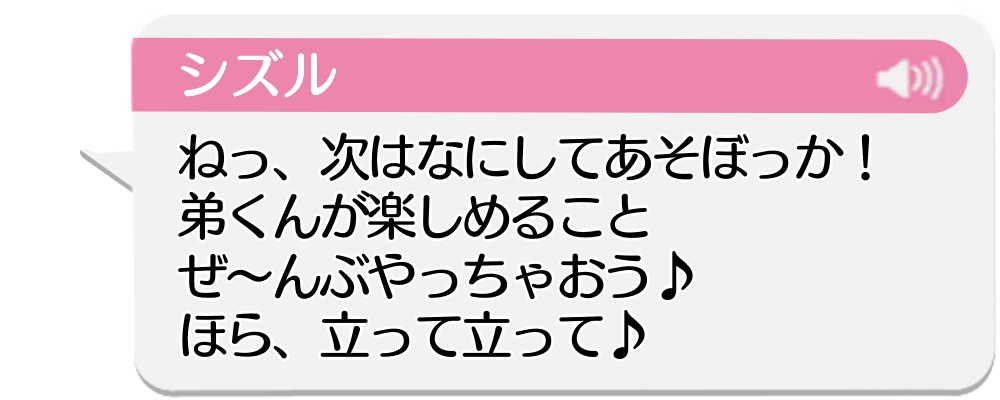 シズル
ねっ、次はなにしてあそぼっか！
弟くんが楽しめること
ぜ～んぶやっちゃおう♪
ほら、立って立って♪